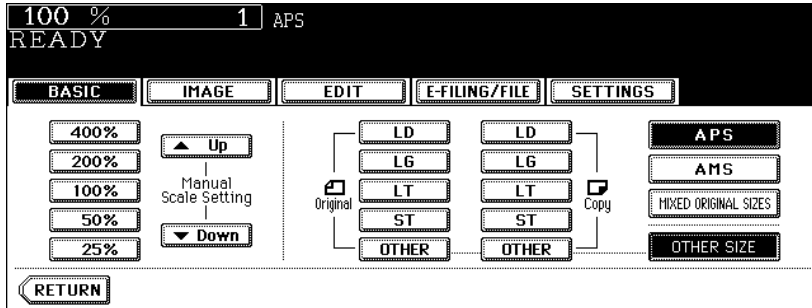 100 % 1 APS
READY
BASIC IMAGE EDIT E-FILING/FILE SETTINGS
400% Up LD LD APS
200% LG LG AMS
100% Manual Scale Setting Original LT LT Copy MIXED ORIGINAL SIZES
50% ST ST
25% Down OTHER OTHER OTHER SIZE
RETURN